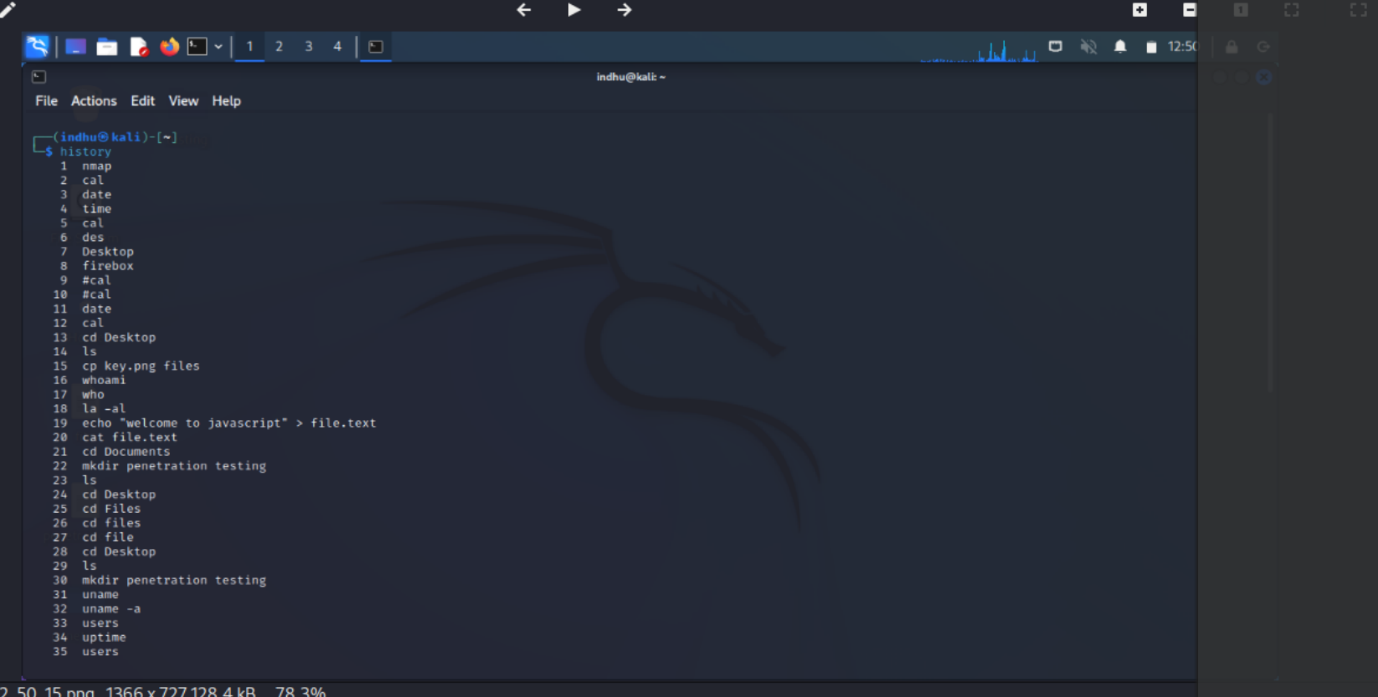 1 2 3 4
12:50
indhu@kali: ~
File Actions Edit View Help
(indhu㉿kali)-[~]
$ history
1 nmap
2 cal
3 date
4 time
5 cal
6 des
7 Desktop
8 firebox
9 #cal
10 #cal
11 date
12 cal
13 cd Desktop
14 ls
15 cp key.png files
16 whoami
17 who
18 la -al
19 echo "welcome to javascript" > file.text
20 cat file.text
21 cd Documents
22 mkdir penetration testing
23 ls
24 cd Desktop
25 cd Files
26 cd files
27 cd file
28 cd Desktop
29 ls
30 mkdir penetration testing
31 uname
32 uname -a
33 users
34 uptime
35 users
2_50_15.png 1366 x 727 128.4 kB 78.3%